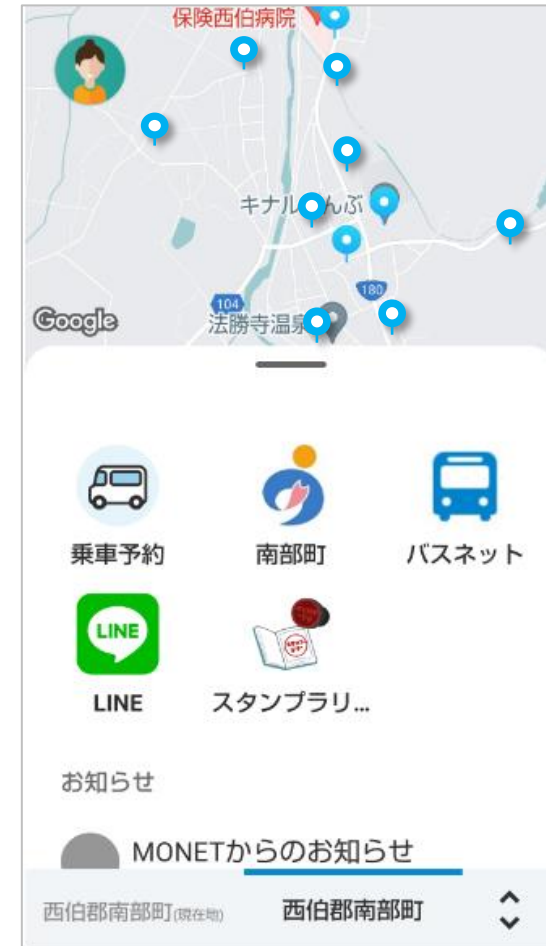 保険西伯病院
キナル んぶ
180
104
法勝寺温泉
Google
乗車予約
南部町
バスネット
LINE
LINE
スタンプラリ...
お知らせ
MONETからのお知らせ
西伯郡南部町(現在地)
西伯郡南部町